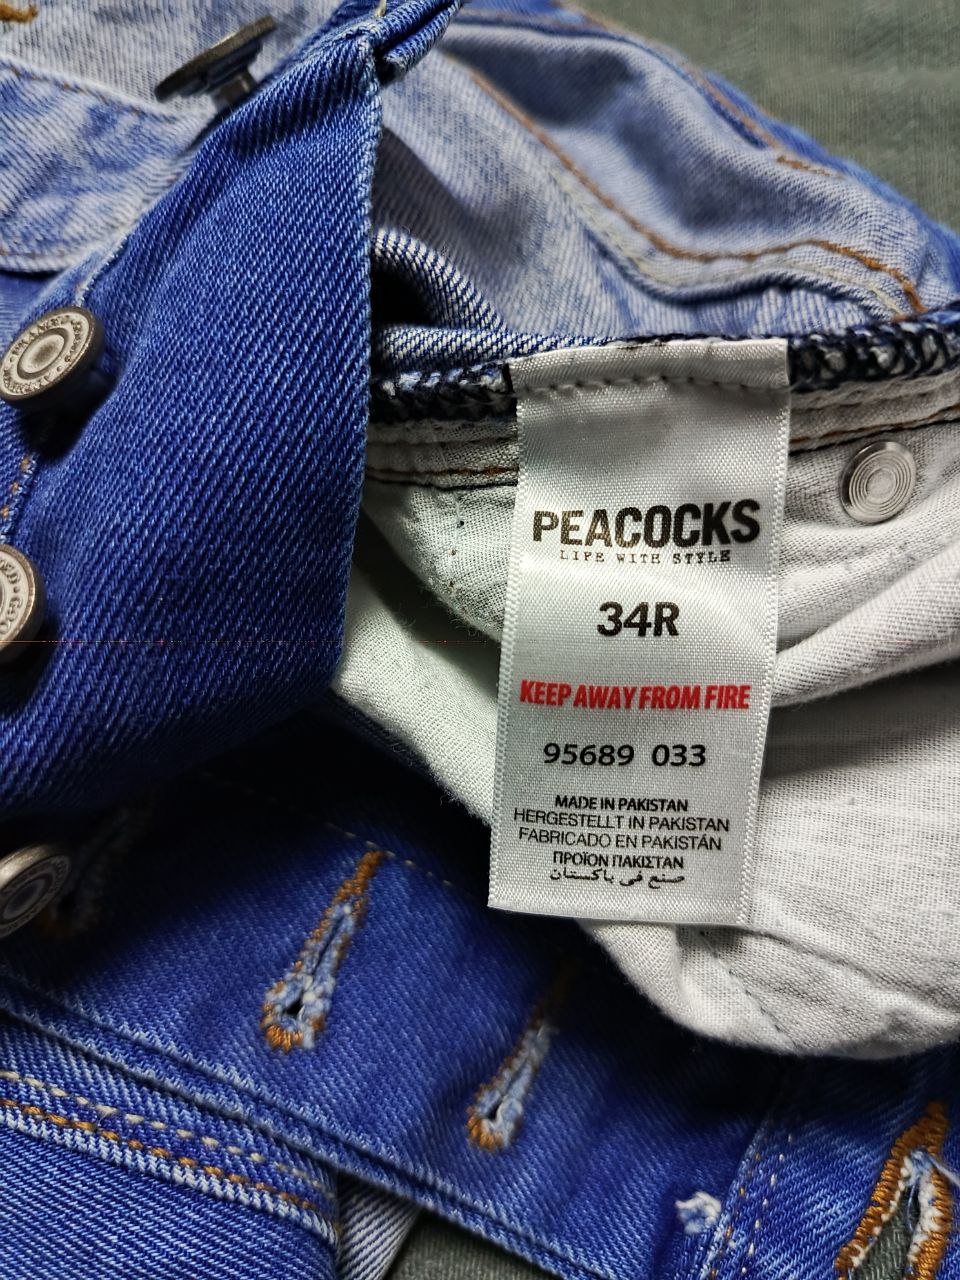 PEACOCKS
LIFE WITH STYLE
34R
KEEP AWAY FROM FIRE
95689 033
MADE IN PAKISTAN
HERGESTELLT IN PAKISTAN
FABRICADO EN PAKISTÁN
ΠΡΟΪΟΝ ΠΑΚΙΣΤΑΝ
صنع في باكستان